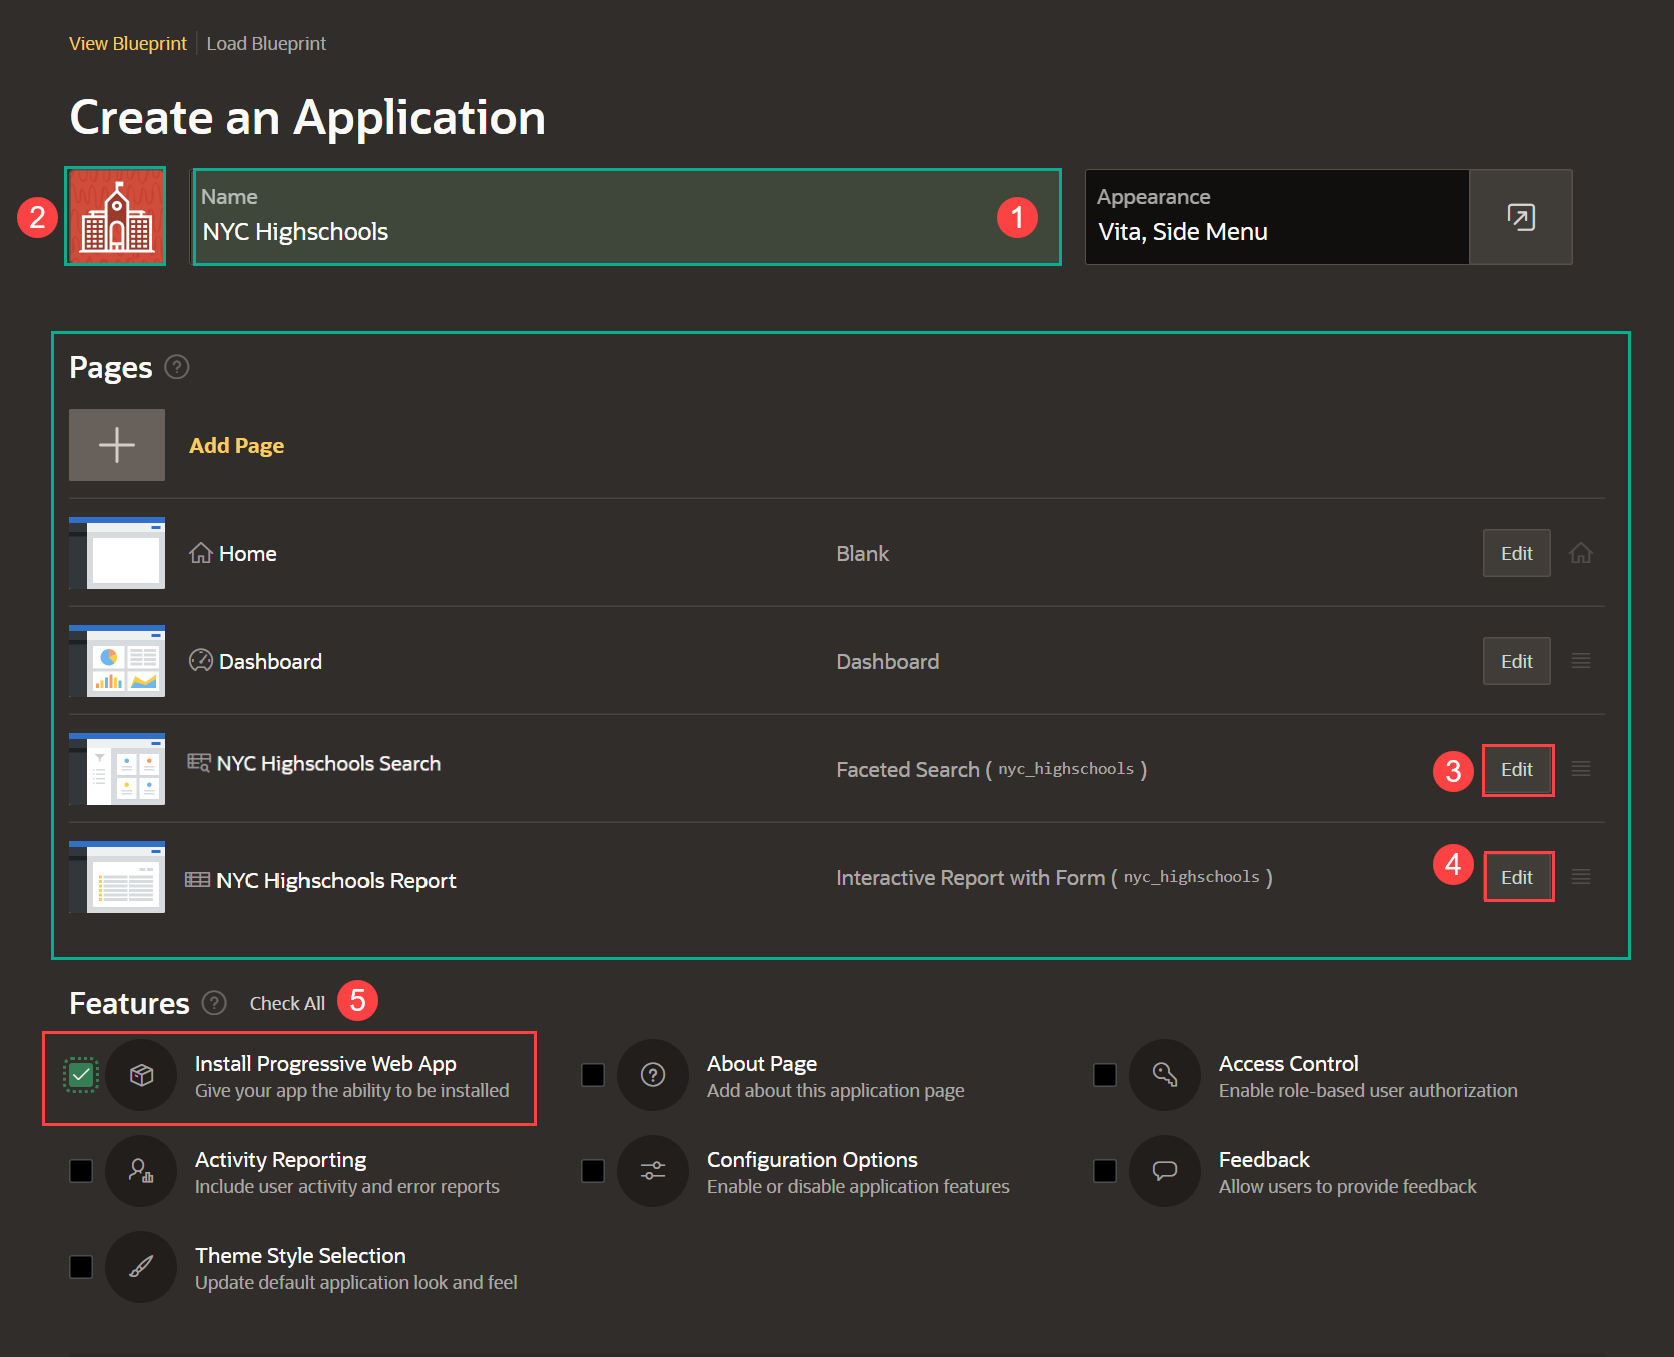 View Blueprint Load Blueprint
Create an Application
2
Name
NYC Highschools
1
Appearance
Vita, Side Menu
Pages ?
Add Page
Home Blank Edit
Dashboard Dashboard Edit
NYC Highschools Search Faceted Search ( nyc_highschools ) 3 Edit
NYC Highschools Report Interactive Report with Form ( nyc_highschools ) 4 Edit
Features ? Check All 5
Install Progressive Web App
Give your app the ability to be installed
?
About Page
Add about this application page
Access Control
Enable role-based user authorization
Activity Reporting
Include user activity and error reports
Configuration Options
Enable or disable application features
Feedback
Allow users to provide feedback
Theme Style Selection
Update default application look and feel